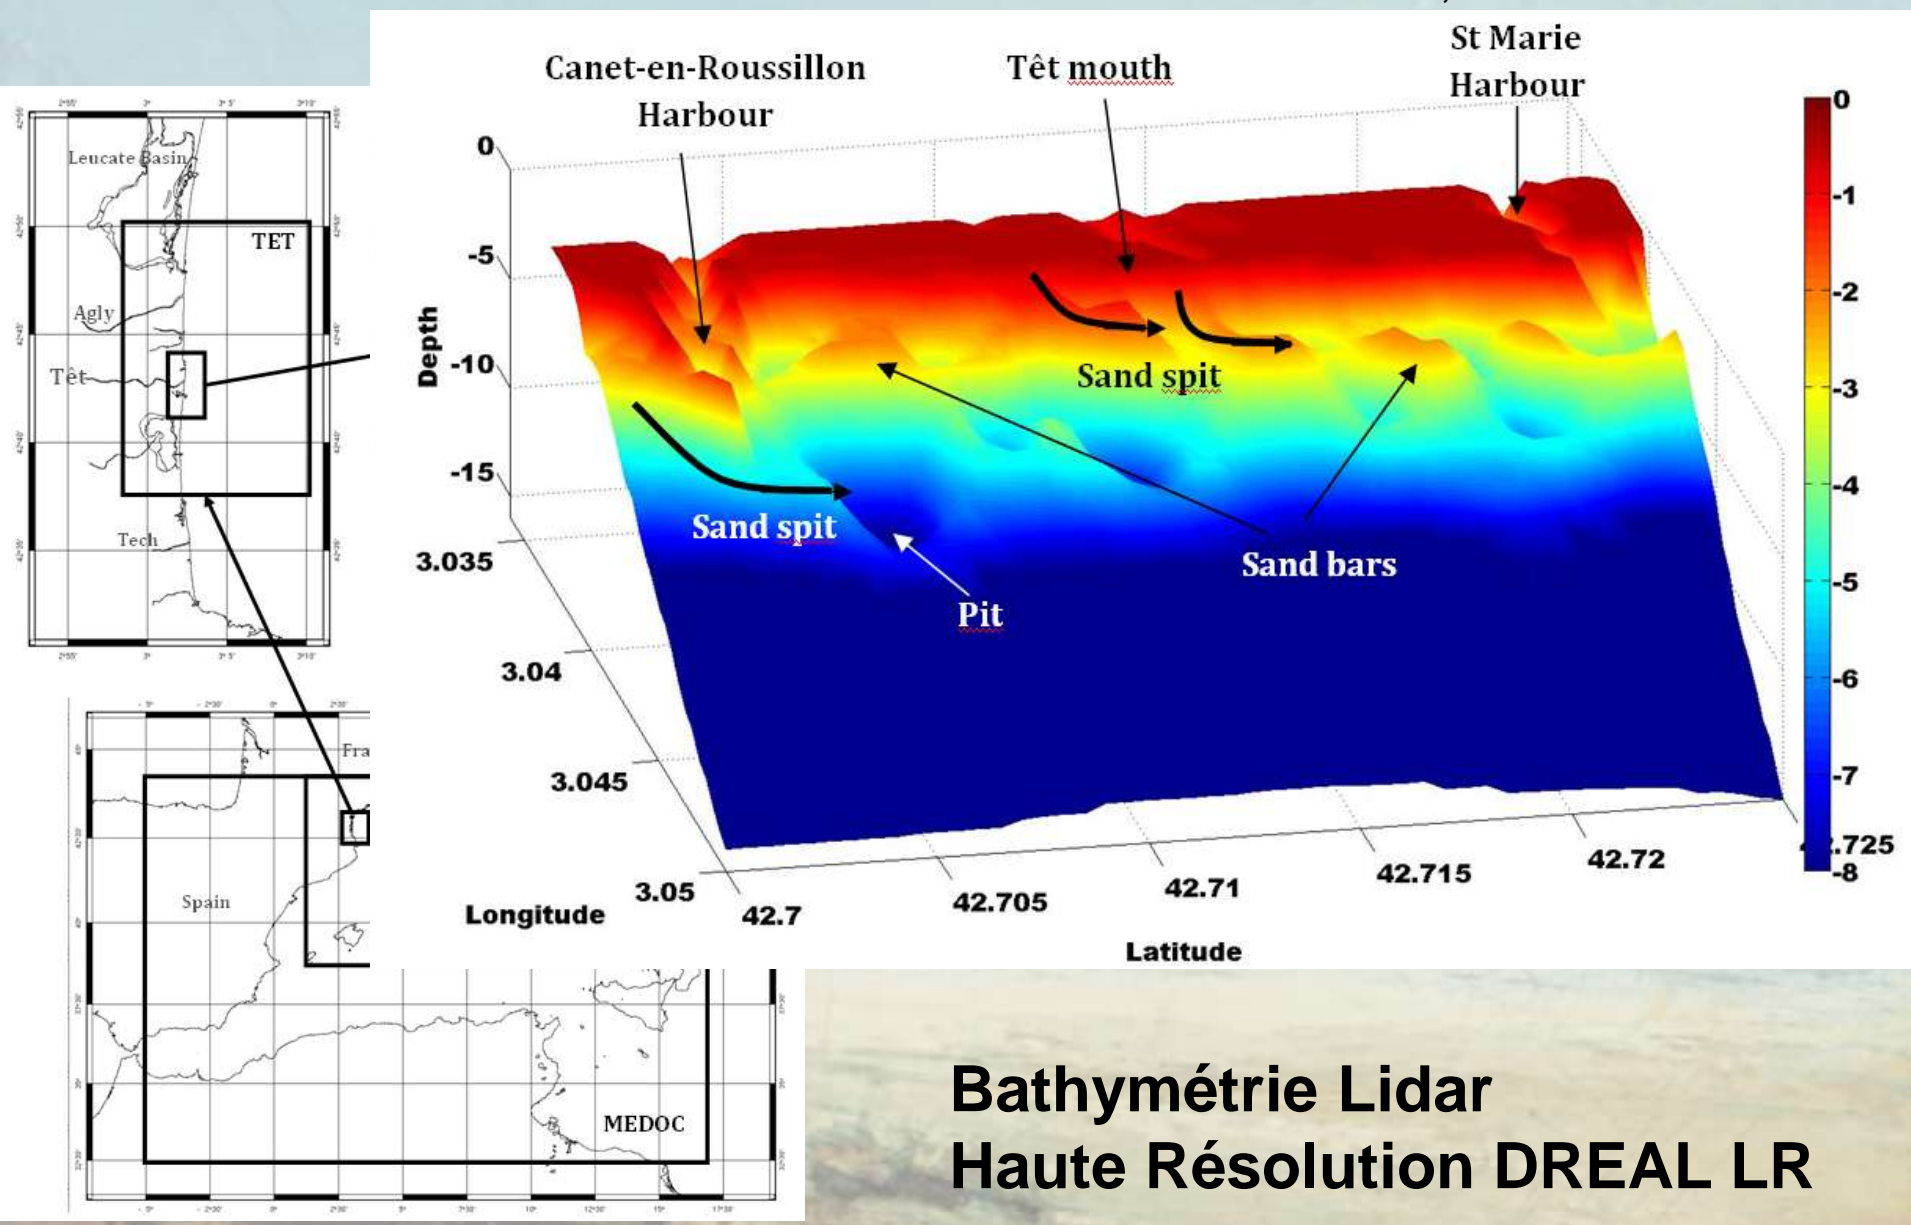 Canet-en-Roussillon
Harbour
Têt mouth
St Marie
Harbour
0
-5
-10
-15
Depth
3.035
3.04
3.045
3.05
Longitude
42.7
42.705
42.71
42.715
42.72
.725
Latitude
Sand spit
Sand spit
Pit
Sand bars
0
-1
-2
-3
-4
-5
-6
-7
-8
Leucate Basin
TET
Agly
Têt
Tech
Fra
Spain
MEDOC
Bathymétrie Lidar
Haute Résolution DREAL LR